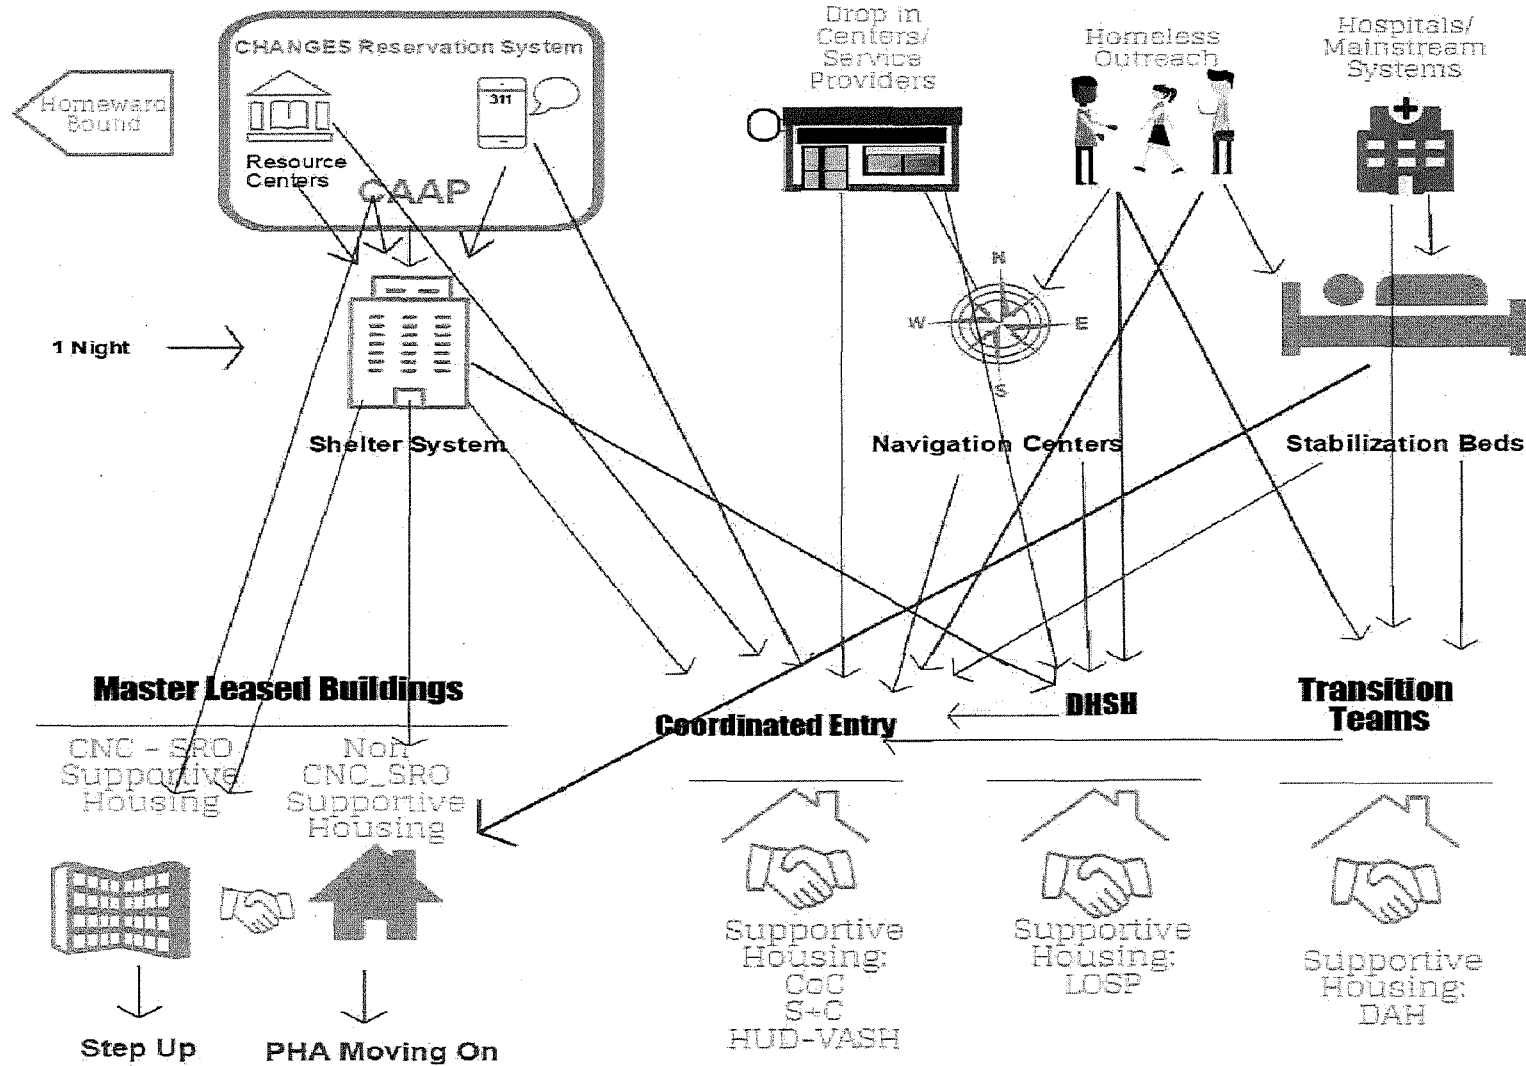 Drop in
Centers/
Service
Providers
Homeless
Outreach
Hospitals/
Mainstream
Systems
CHANGES Reservation System
Homeward
Bound
311
Resource
Centers
CAAP
N
W
E
S
1 Night
Shelter System
Navigation Centers
Stabilization Beds
Master Leased Buildings
Coordinated Entry
DHSH
Transition
Teams
CNC - SRO
Supportive
Housing
Non
CNC_SRO
Supportive
Housing
Supportive
Housing:
CoC
S+C
HUD-VASH
Supportive
Housing:
LOSP
Supportive
Housing:
DAH
Step Up
PHA Moving On